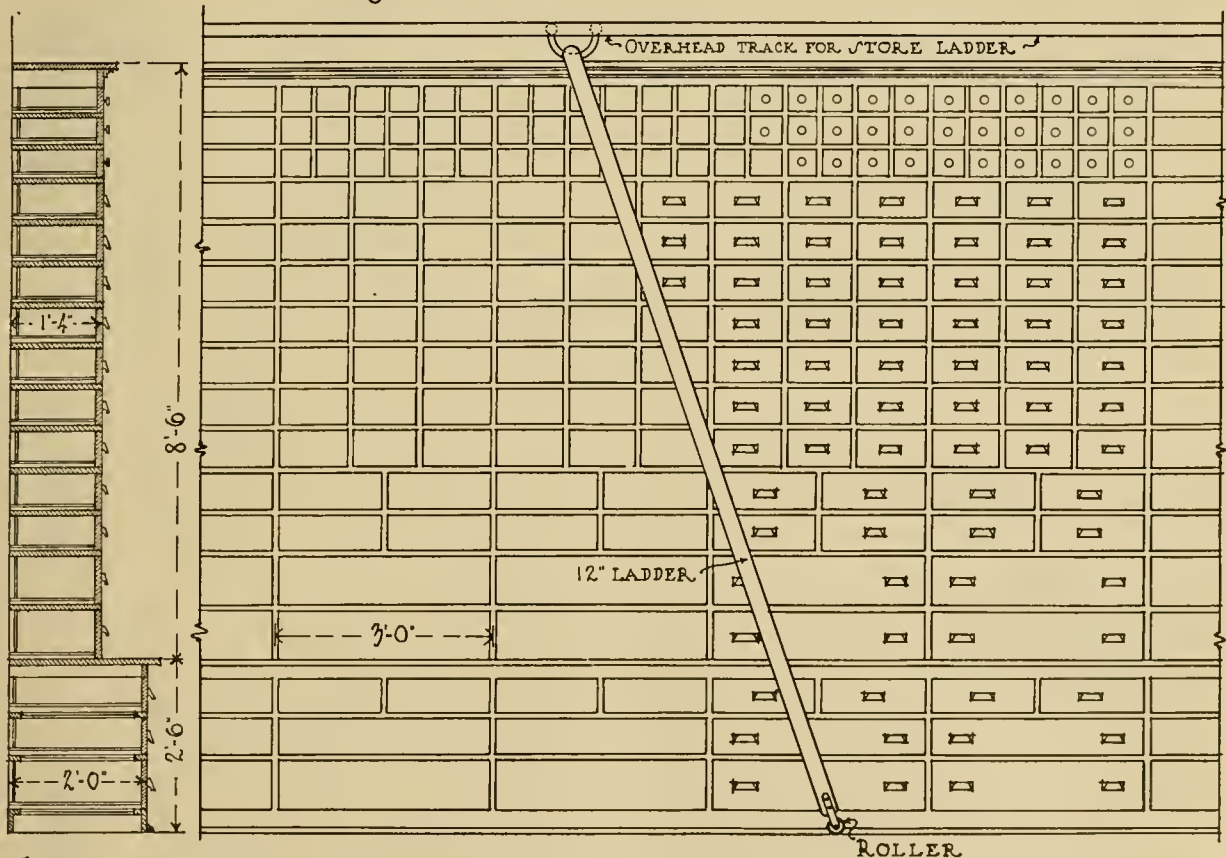 OVERHEAD TRACK FOR STORE LADDER
1'-4"
8'-6"
12" LADDER
3'-0"
2'-6"
2'-0"
ROLLER